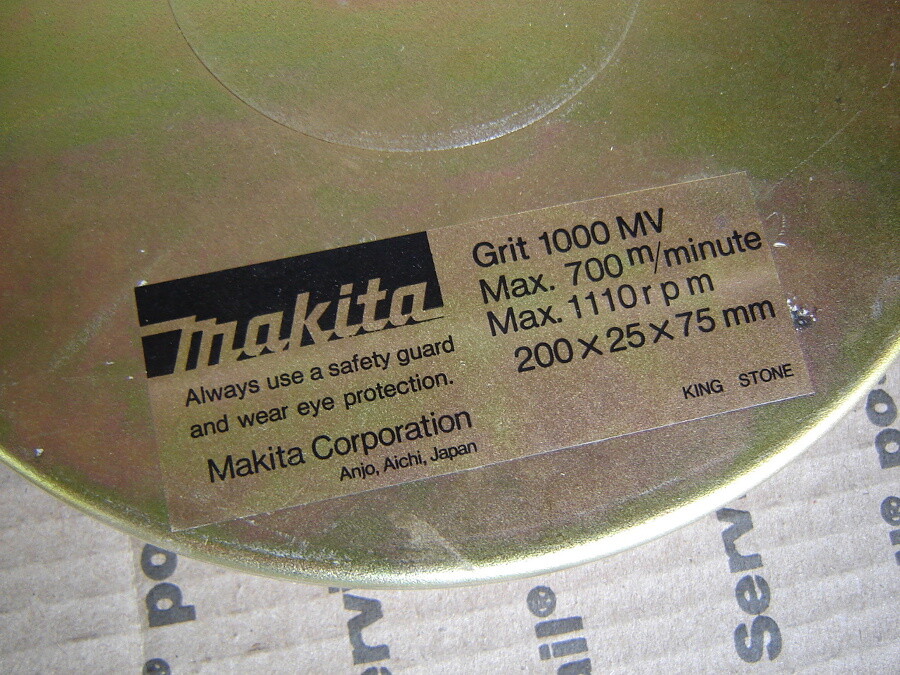 makita
Always use a safety guard
and wear eye protection.
Makita Corporation
Anjo, Aichi, Japan
Grit 1000 MV
Max. 700 m/minute
Max. 1110 r p m
200 × 25 × 75 mm
KING STONE